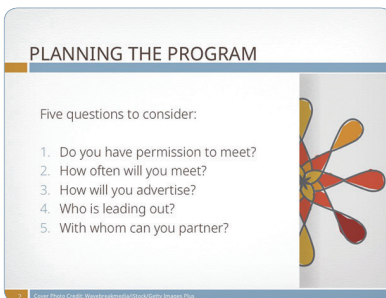 PLANNING THE PROGRAM
Five questions to consider:
1. Do you have permission to meet?
2. How often will you meet?
3. How will you advertise?
4. Who is leading out?
5. With whom can you partner?
Cover Photo Credit: Wavebreakmedia/iStock/Getty Images Plus